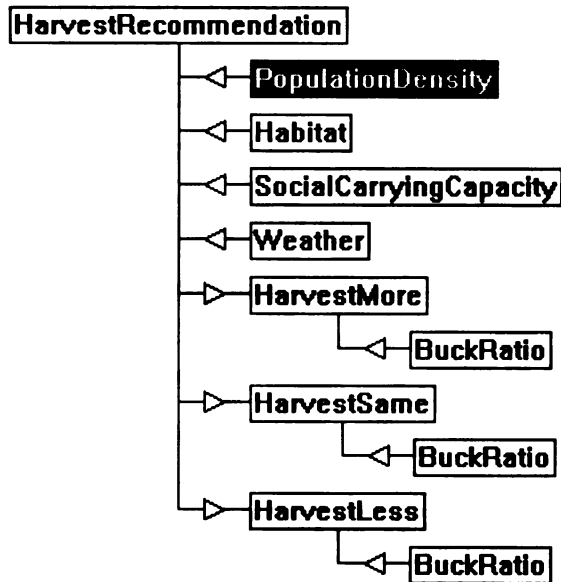 HarvestRecommendation
PopulationDensity
Habitat
SocialCarryingCapacity
Weather
HarvestMore
BuckRatio
HarvestSame
BuckRatio
HarvestLess
BuckRatio